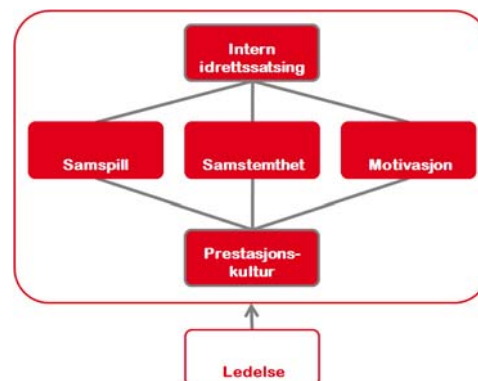 Intern
idrettssatsing
Samspill
Samstemthet
Motivasjon
Prestasjons-
kultur
Ledelse